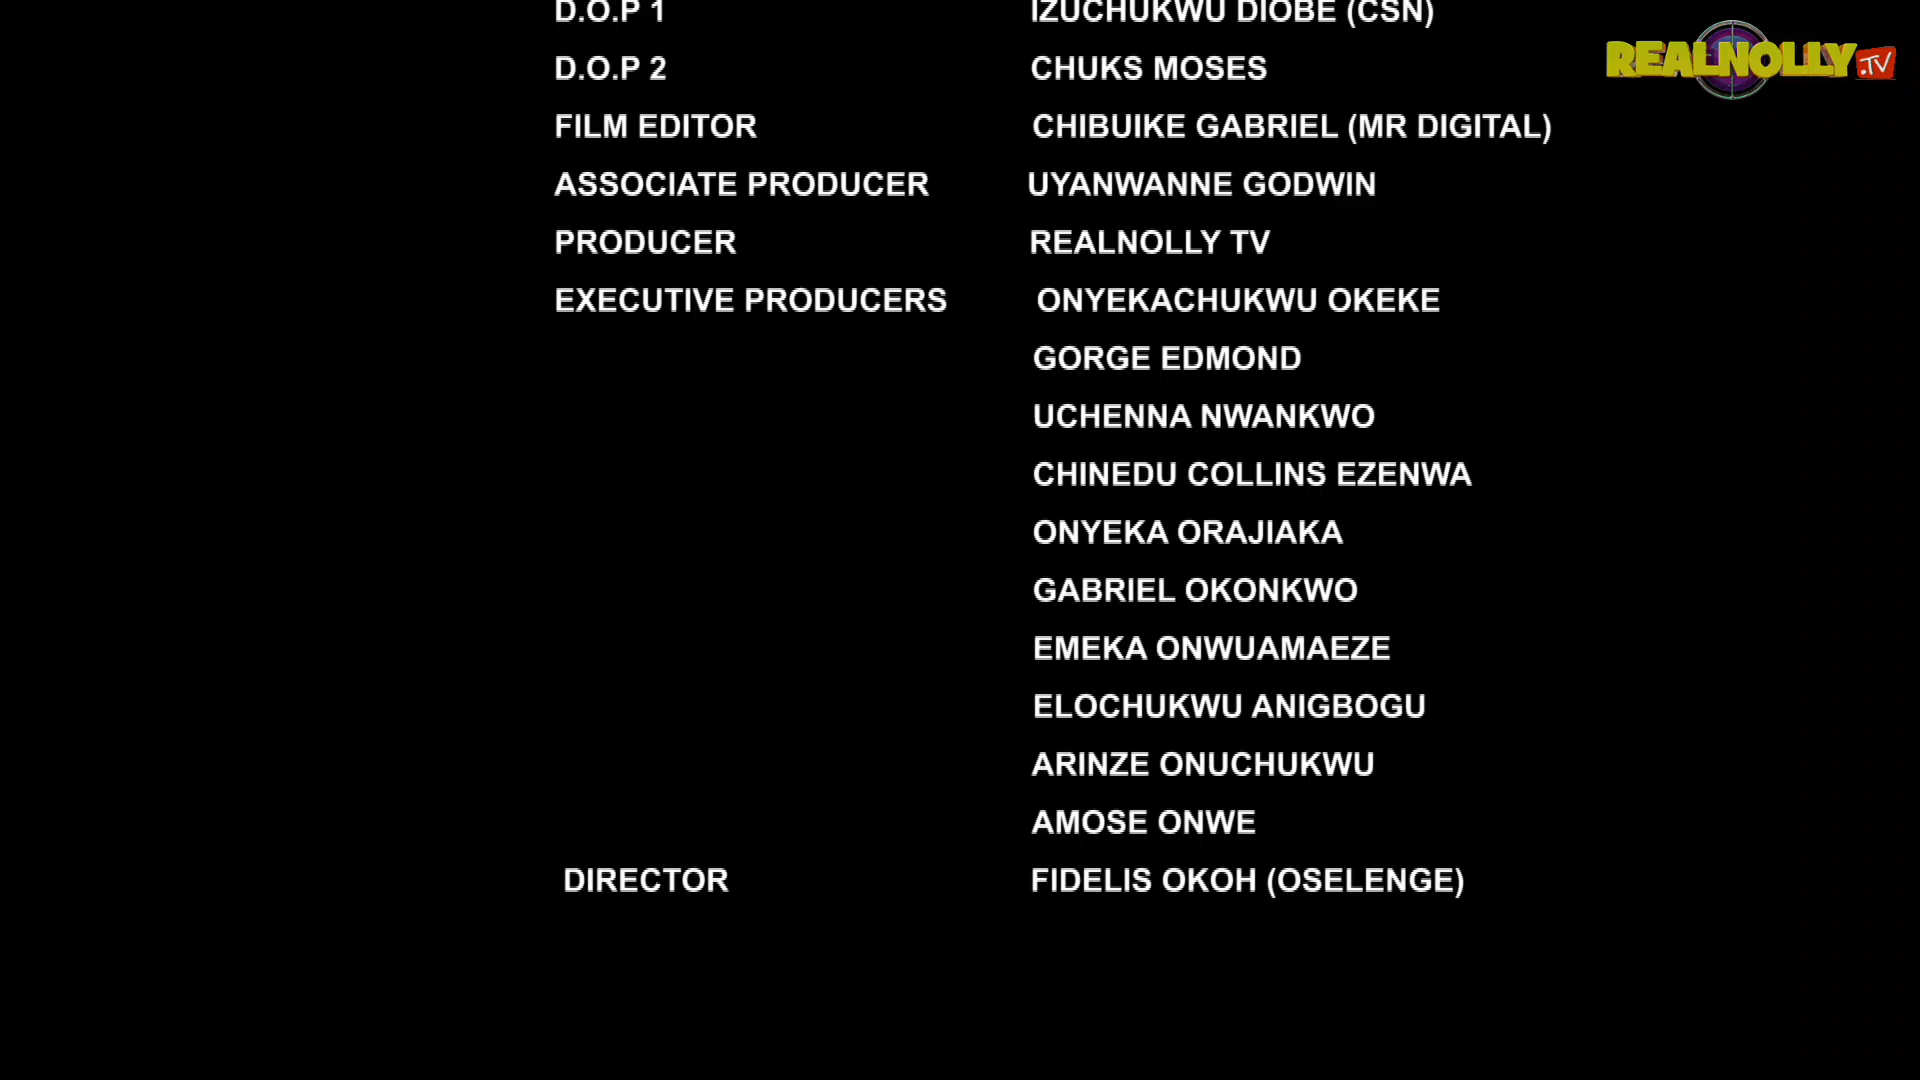 D.O.P 1 IZUCHUKWU DIOBE (CSN)
REALNOLLY.TV
D.O.P 2 CHUKS MOSES
FILM EDITOR CHIBUIKE GABRIEL (MR DIGITAL)
ASSOCIATE PRODUCER UYANWANNE GODWIN
PRODUCER REALNOLLY TV
EXECUTIVE PRODUCERS ONYEKACHUKWU OKEKE
GORGE EDMOND
UCHENNA NWANKWO
CHINEDU COLLINS EZENWA
ONYEKA ORAJIAKA
GABRIEL OKONKWO
EMEKA ONWUAMAEZE
ELOCHUKWU ANIGBOGU
ARINZE ONUCHUKWU
AMOSE ONWE
DIRECTOR FIDELIS OKOH (OSELENGE)